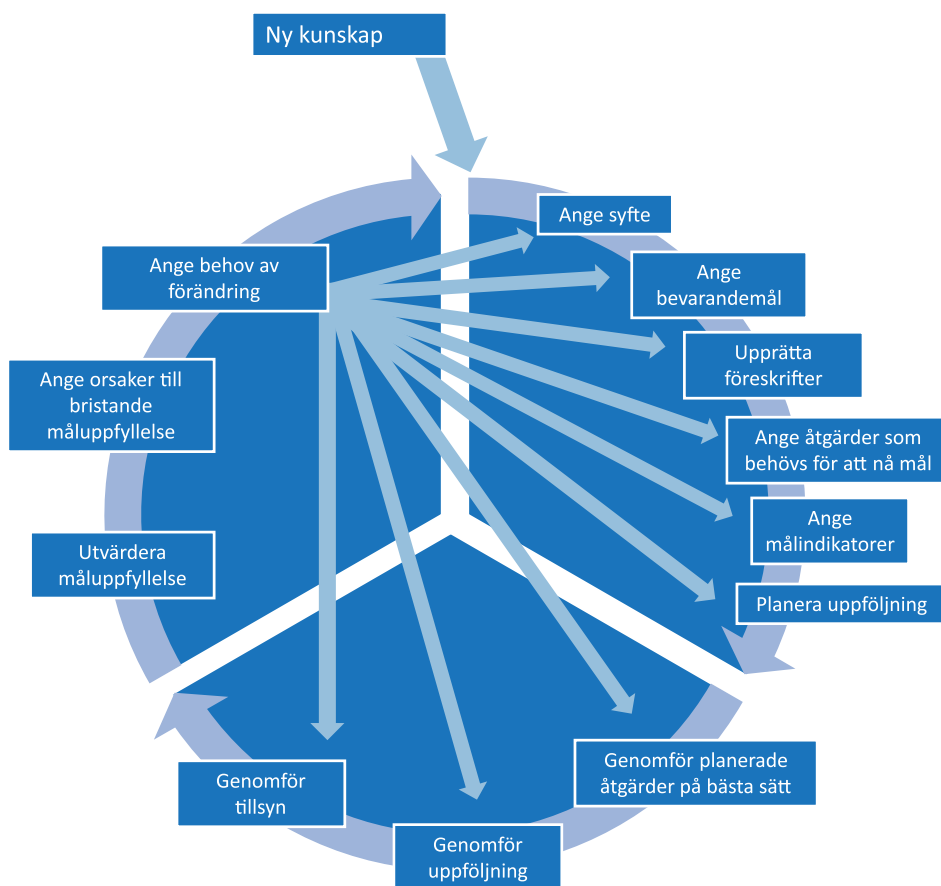 Ny kunskap
Ange syfte
Ange
bevarandemål
Upprätta
föreskrifter
Ange åtgärder som
behövs för att nå mål
Ange
målindikatorer
Planera uppföljning
Genomför planerade
åtgärder på bästa sätt
Genomför
uppföljning
Genomför
tillsyn
Utvärdera
måluppfyllelse
Ange orsaker till
bristande
måluppfyllelse
Ange behov av
förändring